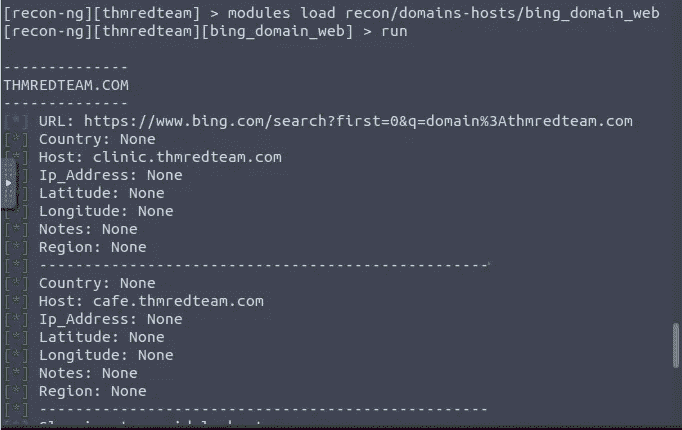 [recon-ng][thmredteam] > modules load recon/domains-hosts/bing_domain_web
[recon-ng][thmredteam][bing_domain_web] > run
--------------
THMREDTEAM.COM
--------------
[*] URL: https://www.bing.com/search?first=0&q=domain%3Athmredteam.com
[*] Country: None
[*] Host: clinic.thmredteam.com
[*] Ip_Address: None
[*] Latitude: None
[*] Longitude: None
[*] Notes: None
[*] Region: None
[*] --------------------------------------------------
[*] Country: None
[*] Host: cafe.thmredteam.com
[*] Ip_Address: None
[*] Latitude: None
[*] Longitude: None
[*] Notes: None
[*] Region: None
[*] --------------------------------------------------